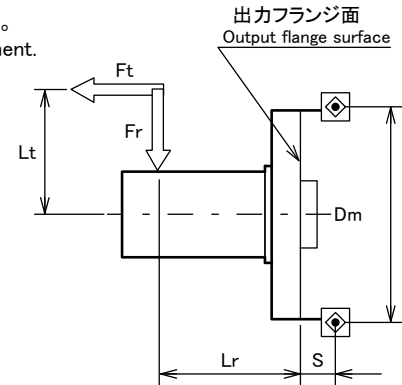 。
ment.
出力フランジ面
Output flange surface
Ft
Fr
Lt
Dm
Lr
S